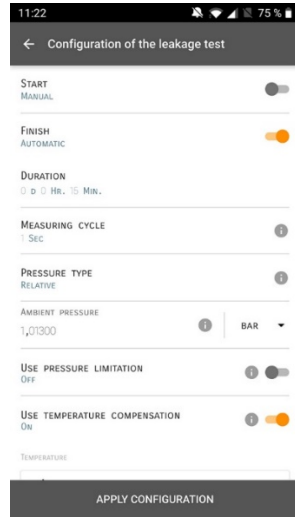 11:22 75 %
← Configuration of the leakage test
START
MANUAL
FINISH
AUTOMATIC
DURATION
0 D 0 HR. 15 MIN.
MEASURING CYCLE
1 SEC
PRESSURE TYPE
RELATIVE
AMBIENT PRESSURE
1,01300 BAR
USE PRESSURE LIMITATION
OFF
USE TEMPERATURE COMPENSATION
ON
TEMPERATURE
APPLY CONFIGURATION